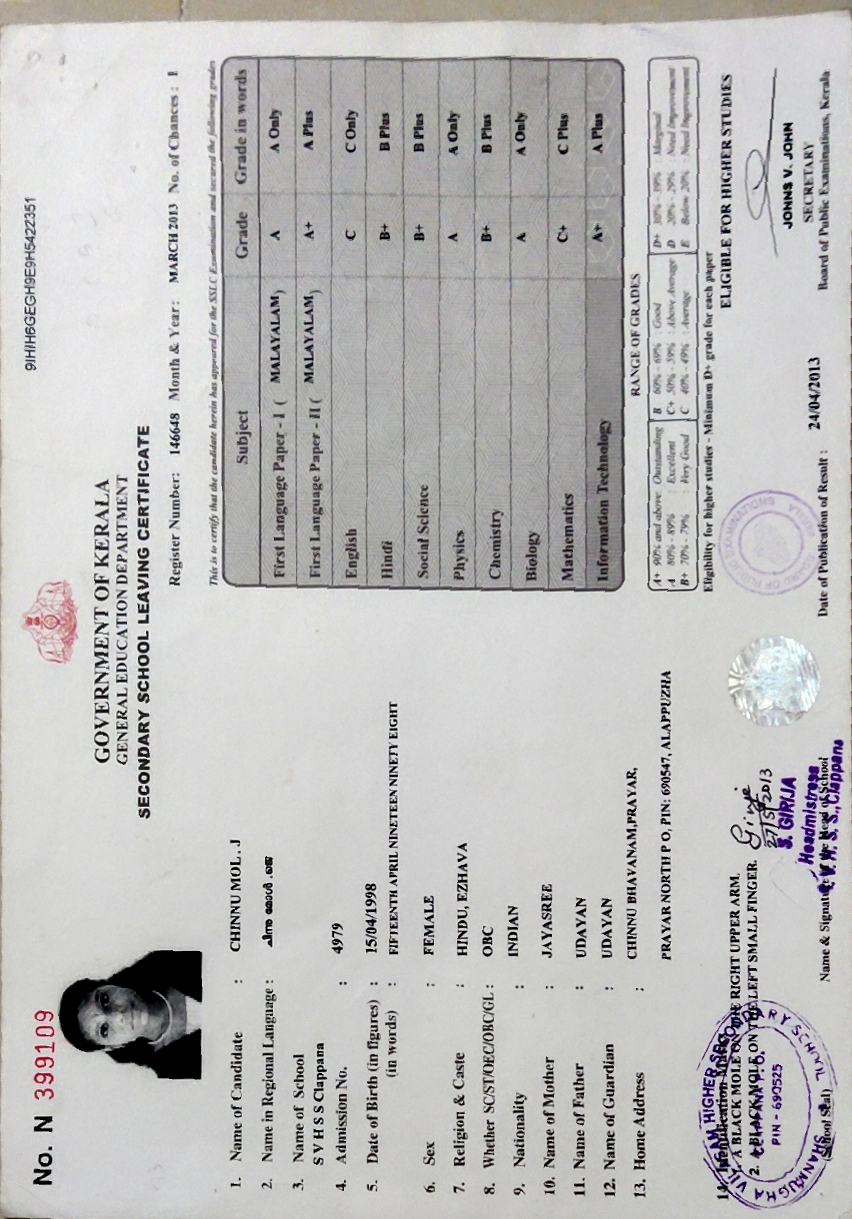 No. N 399109
9IHIH6GEGH9E9H5422351
GOVERNMENT OF KERALA
GENERAL EDUCATION DEPARTMENT
SECONDARY SCHOOL LEAVING CERTIFICATE
1. Name of Candidate : CHINNU MOL . J
2. Name in Regional Language : ചിന്നു മോൾ .ജെ
3. Name of School
S V H S S Clappana
4. Admission No. : 4979
5. Date of Birth (in figures) : 15/04/1998
(in words) : FIFTEENTH APRIL NINETEEN NINETY EIGHT
6. Sex : FEMALE
7. Religion & Caste : HINDU, EZHAVA
8. Whether SC/ST/OEC/OBC/GL : OBC
9. Nationality : INDIAN
10. Name of Mother : JAYASREE
11. Name of Father : UDAYAN
12. Name of Guardian : UDAYAN
13. Home Address : CHINNU BHAVANAM,PRAYAR,
PRAYAR NORTH P O, PIN: 690547, ALAPPUZHA
14. Identification Marks
1. A BLACK MOLE ON THE RIGHT UPPER ARM.
2. A BLACK MOLE ON THE LEFT SMALL FINGER.
CLAPPANA P.O.
PIN - 690525
(School Seal)
27/5/2013
S. GIRIJA
Headmistress
S. V. H. S. S., Clappana
Name & Signature of the Head of School
Register Number: 146648 Month & Year: MARCH 2013 No. of Chances : 1
This is to certify that the candidate herein has appeared for the SSLC Examination and secured the following grades
Subject Grade Grade in words
First Language Paper - I ( MALAYALAM) A A Only
First Language Paper - II ( MALAYALAM) A+ A Plus
English C C Only
Hindi B+ B Plus
Social Science B+ B Plus
Physics A A Only
Chemistry B+ B Plus
Biology A A Only
Mathematics C+ C Plus
Information Technology A+ A Plus
RANGE OF GRADES
A+ 90% and above: Outstanding B 60% - 69% : Good D+ 30% - 39% Marginal
A 80% - 89% : Excellent C+ 50% - 59% : Above Average D 20% - 29% Need Improvement
B+ 70% - 79% : Very Good C 40% - 49% : Average E Below 20% Need Improvement
Eligibility for higher studies - Minimum D+ grade for each paper
ELIGIBLE FOR HIGHER STUDIES
JOHNS V. JOHN
SECRETARY
Date of Publication of Result : 24/04/2013 Board of Public Examinations, Kerala